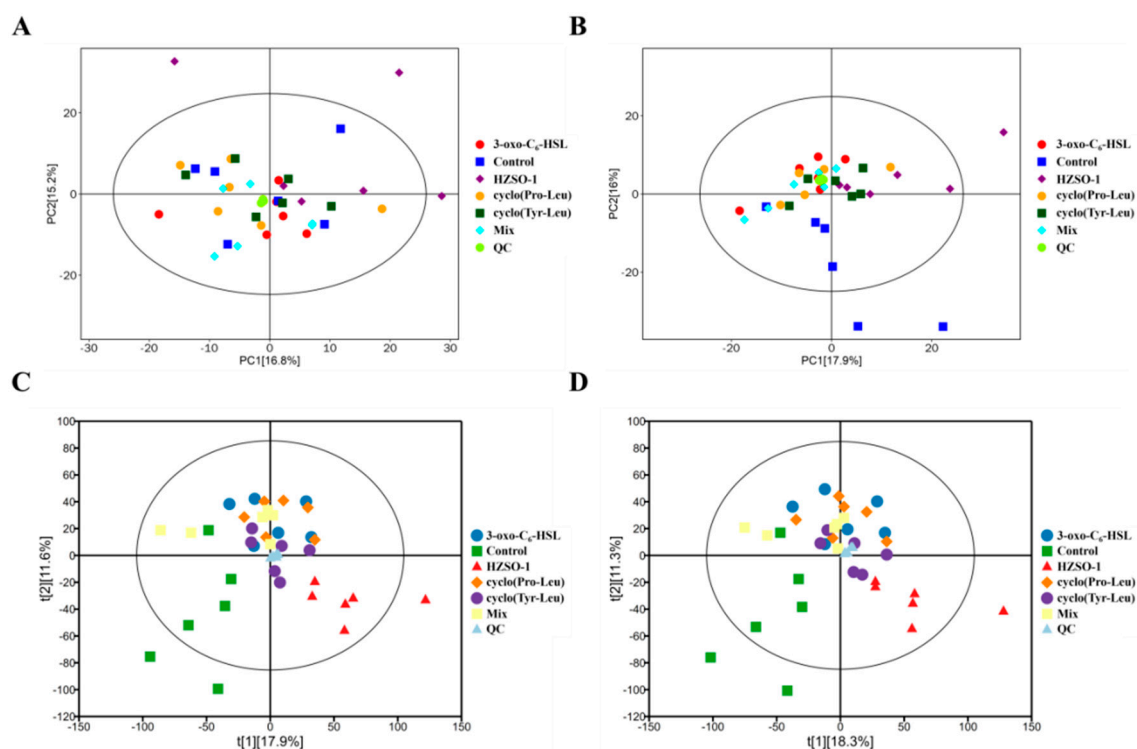 A
PC2[15.2%]
20
0
-20
-30
-20
-10
0
10
20
30
PC1[16.8%]
3-oxo-C₆-HSL
Control
HZSO-1
cyclo(Pro-Leu)
cyclo(Tyr-Leu)
Mix
QC
B
PC2[16%]
20
0
-20
-20
0
20
PC1[17.9%]
3-oxo-C₆-HSL
Control
HZSO-1
cyclo(Pro-Leu)
cyclo(Tyr-Leu)
Mix
QC
C
t[2][11.6%]
100
80
60
40
20
0
-20
-40
-60
-80
-100
-120
-150
-100
-50
0
50
100
150
t[1][17.9%]
3-oxo-C₆-HSL
Control
HZSO-1
cyclo(Pro-Leu)
cyclo(Tyr-Leu)
Mix
QC
D
t[2][11.3%]
100
80
60
40
20
0
-20
-40
-60
-80
-100
-120
-150
-100
-50
0
50
100
150
t[1][18.3%]
3-oxo-C₆-HSL
Control
HZSO-1
cyclo(Pro-Leu)
cyclo(Tyr-Leu)
Mix
QC